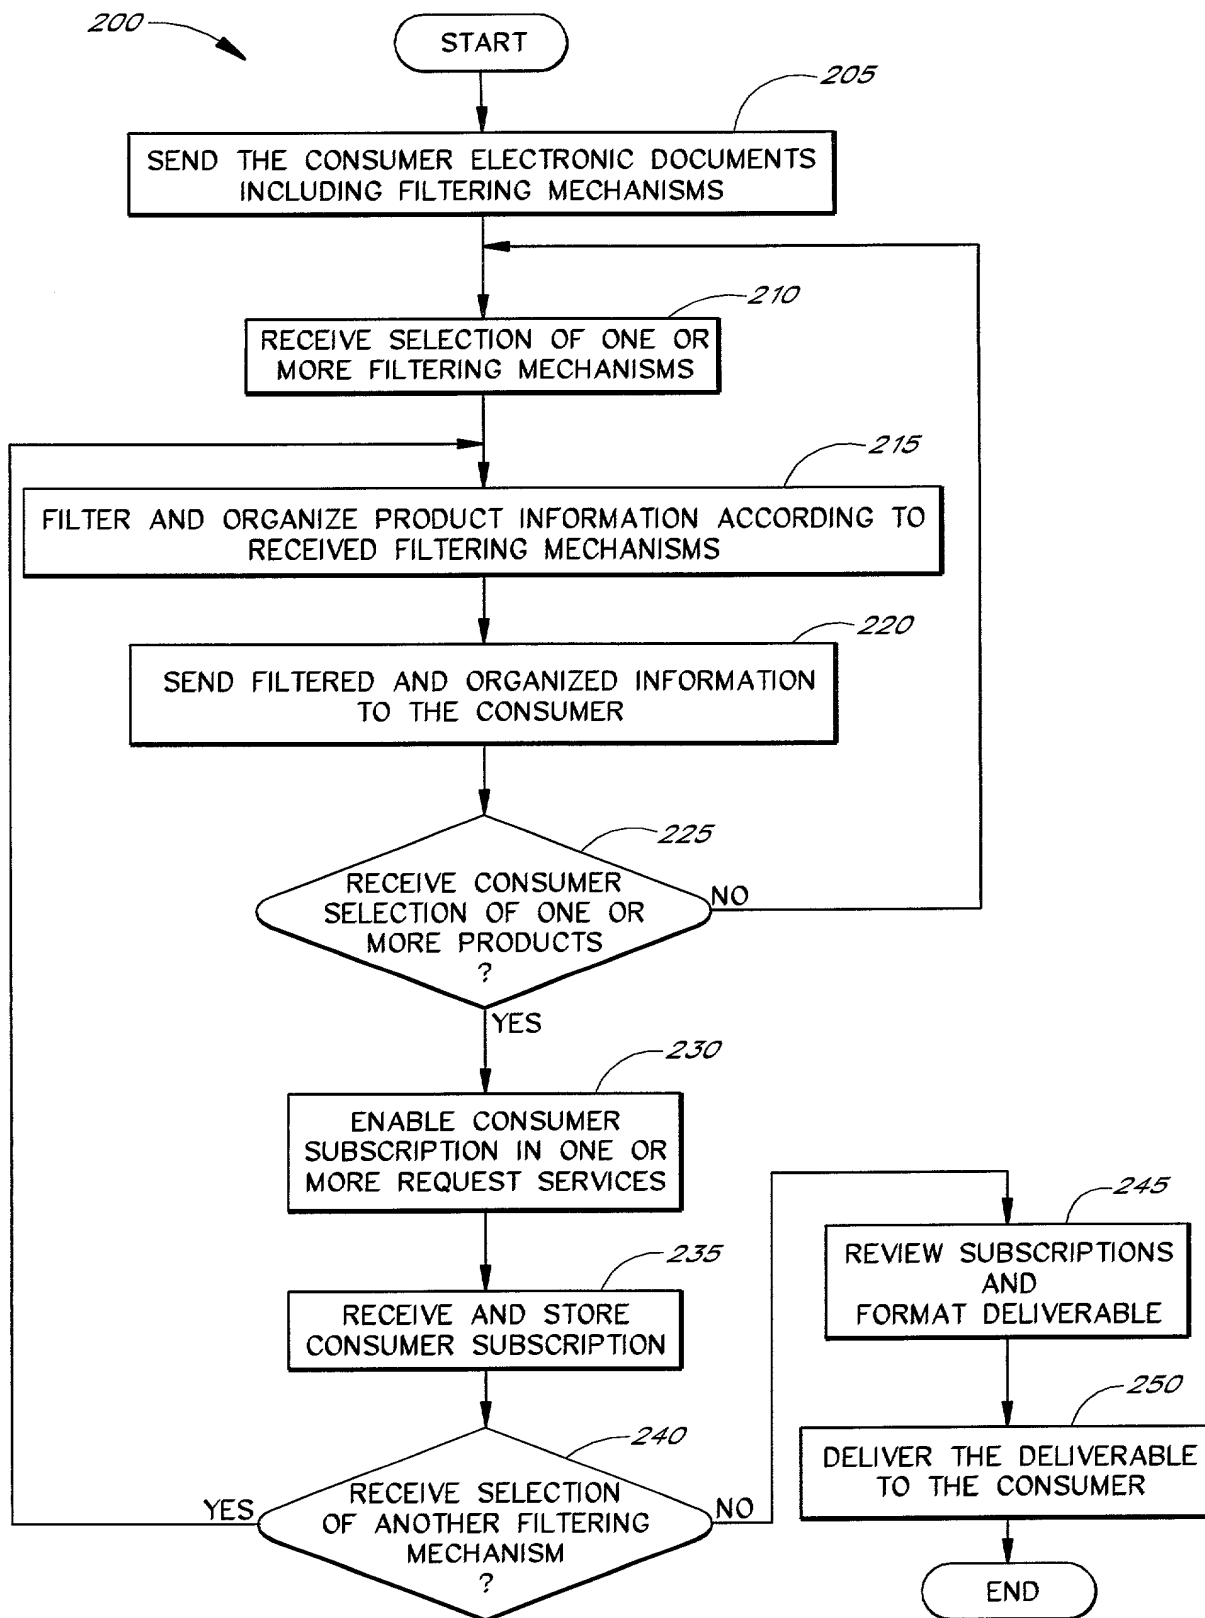 200
START
205
SEND THE CONSUMER ELECTRONIC DOCUMENTS
INCLUDING FILTERING MECHANISMS
210
RECEIVE SELECTION OF ONE OR
MORE FILTERING MECHANISMS
215
FILTER AND ORGANIZE PRODUCT INFORMATION ACCORDING TO
RECEIVED FILTERING MECHANISMS
220
SEND FILTERED AND ORGANIZED INFORMATION
TO THE CONSUMER
225
RECEIVE CONSUMER
SELECTION OF ONE OR
MORE PRODUCTS
?
NO
YES
230
ENABLE CONSUMER
SUBSCRIPTION IN ONE OR
MORE REQUEST SERVICES
235
RECEIVE AND STORE
CONSUMER SUBSCRIPTION
240
RECEIVE SELECTION
OF ANOTHER FILTERING
MECHANISM
?
YES
NO
245
REVIEW SUBSCRIPTIONS
AND
FORMAT DELIVERABLE
250
DELIVER THE DELIVERABLE
TO THE CONSUMER
END